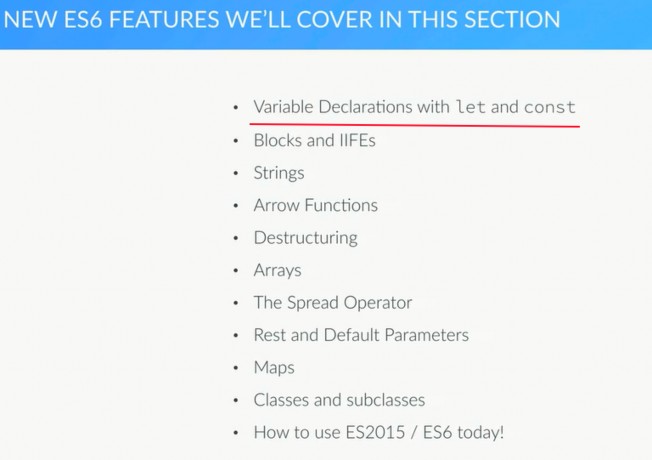 NEW ES6 FEATURES WE'LL COVER IN THIS SECTION
• Variable Declarations with let and const
• Blocks and IIFEs
• Strings
• Arrow Functions
• Destructuring
• Arrays
• The Spread Operator
• Rest and Default Parameters
• Maps
• Classes and subclasses
• How to use ES2015 / ES6 today!